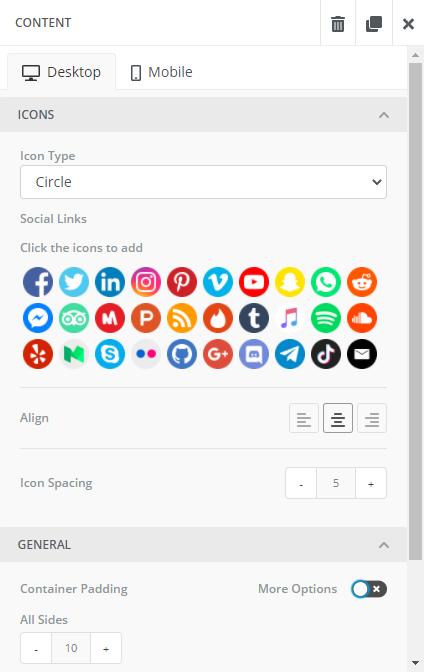 CONTENT
Desktop
Mobile
ICONS
Icon Type
Circle
Social Links
Click the icons to add
Align
Icon Spacing
- 5 +
GENERAL
Container Padding
More Options
All Sides
- 10 +